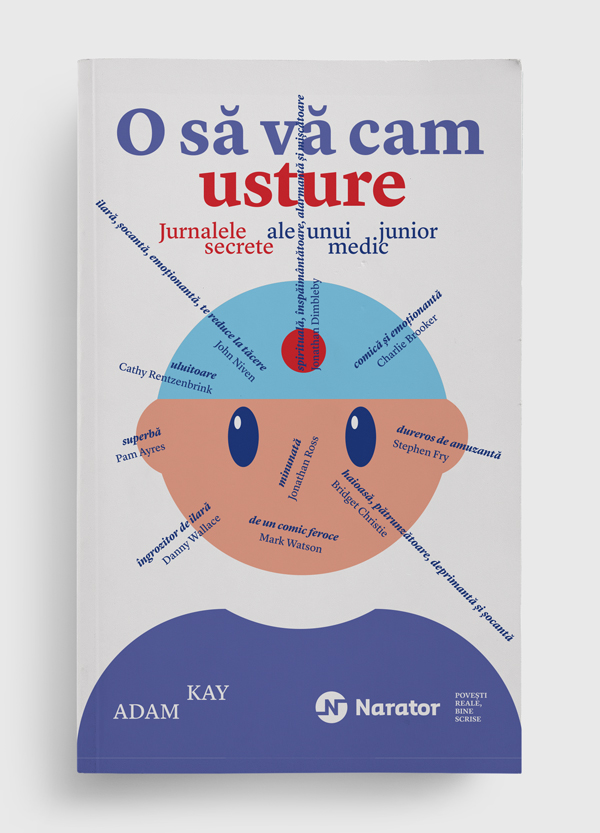 O să vă cam
usture
Jurnalele ale unui junior
secrete medic
spirituală, înspăimântătoare, alarmantă și mișcătoare
Jonathan Dimbleby
ilară, șocantă, emoționantă, te reduce la tăcere
John Niven
comică și emoționantă
Charlie Brooker
uluitoare
Cathy Rentzenbrink
superbă
Pam Ayres
dureros de amuzantă
Stephen Fry
minunată
Jonathan Ross
haioasă, pătrunzătoare, deprimantă și șocantă
Bridget Christie
îngrozitor de ilară
Danny Wallace
de un comic feroce
Mark Watson
ADAM KAY
N Narator
POVEȘTI
REALE,
BINE
SCRISE